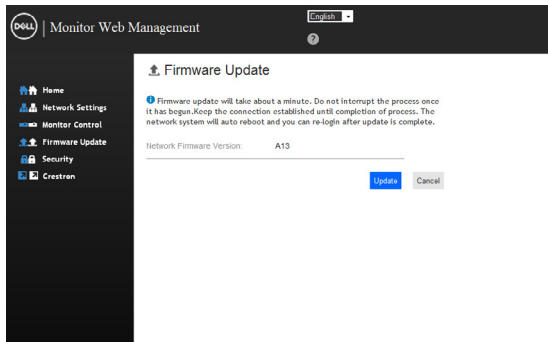 DELL | Monitor Web Management
English
?
Home
Network Settings
Monitor Control
Firmware Update
Security
Crestron
Firmware Update
Firmware update will take about a minute. Do not interrupt the process once
it has begun.Keep the connection established until completion of process. The
network system will auto reboot and you can re-login after update is complete.
Network Firmware Version: A13
Update Cancel